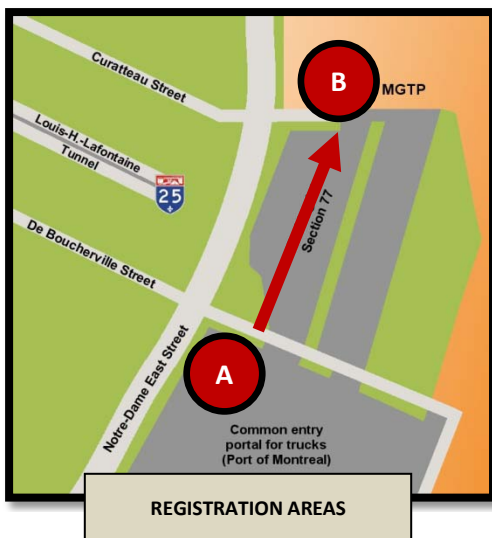 B
MGTP
Curatteau Street
Louis-H.-Lafontaine
Tunnel
25
Section 77
De Boucherville Street
A
Notre-Dame East Street
Common entry
portal for trucks
(Port of Montreal)
REGISTRATION AREAS